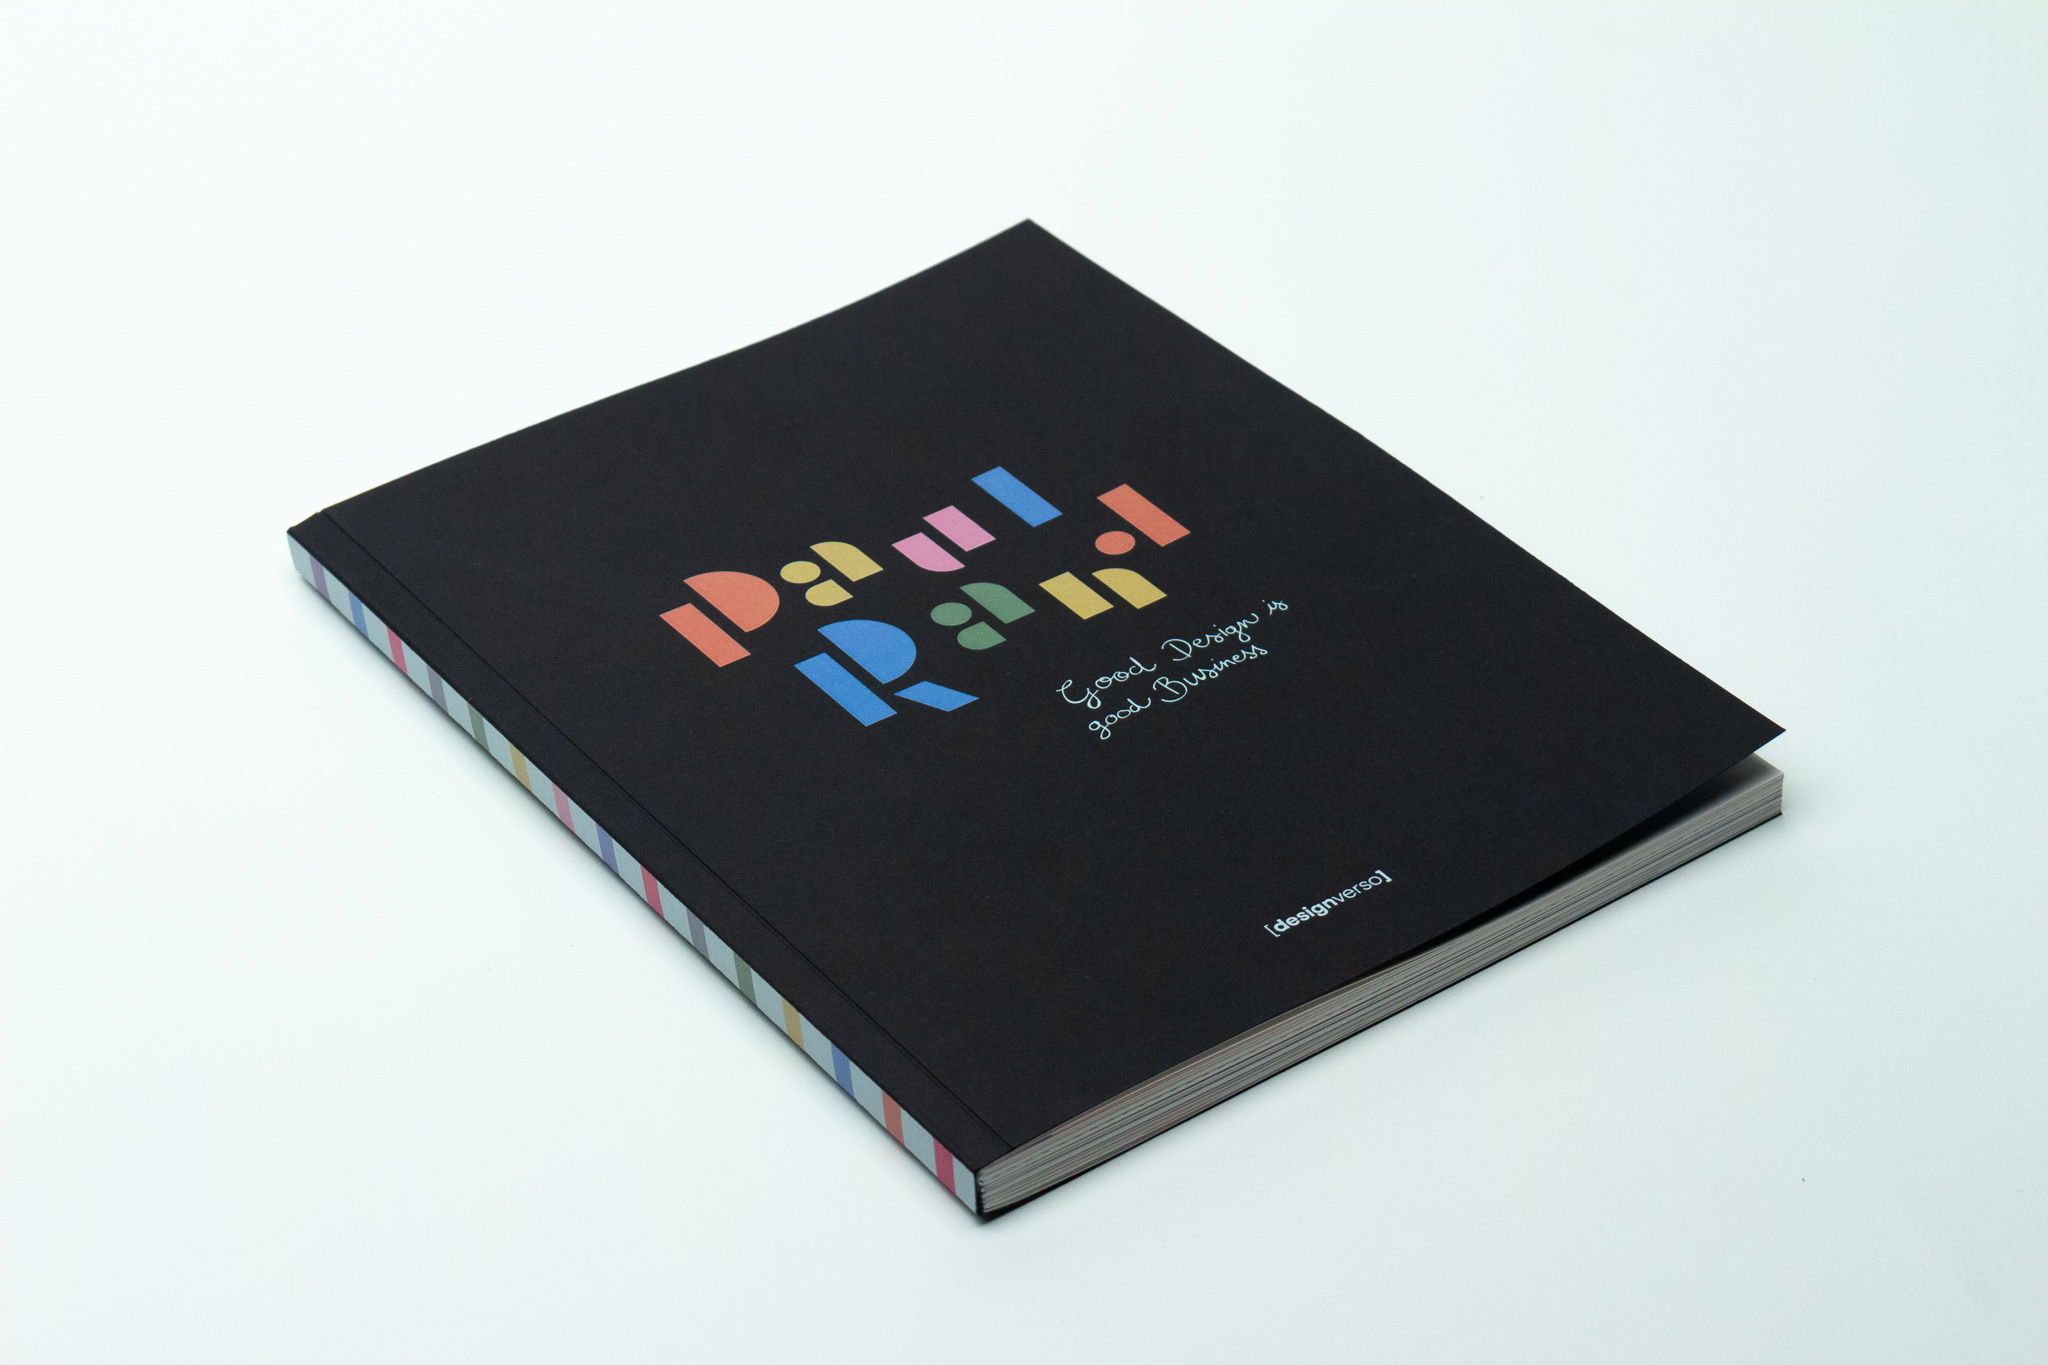 Paul
Rand
Good Design is
good Business
[designverso]